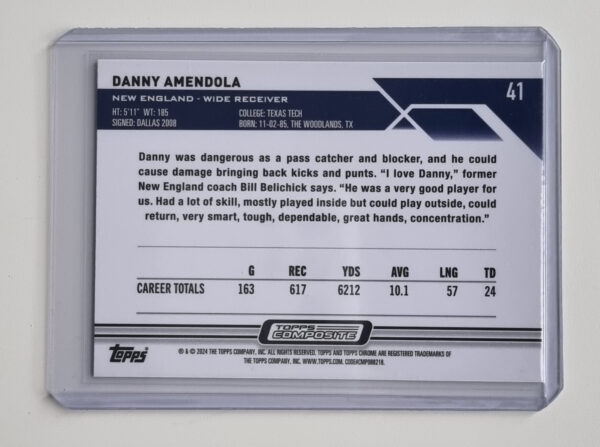 DANNY AMENDOLA
41
NEW ENGLAND - WIDE RECEIVER
HT: 5'11" WT: 185 COLLEGE: TEXAS TECH
SIGNED: DALLAS 2008 BORN: 11-02-85, THE WOODLANDS, TX
Danny was dangerous as a pass catcher and blocker, and he could
cause damage bringing back kicks and punts. "I love Danny," former
New England coach Bill Belichick says. "He was a very good player for
us. Had a lot of skill, mostly played inside but could play outside, could
return, very smart, tough, dependable, great hands, concentration."
G REC YDS AVG LNG TD
CAREER TOTALS 163 617 6212 10.1 57 24
TOPPS
COMPOSITE
Topps
® & © 2024 THE TOPPS COMPANY, INC. ALL RIGHTS RESERVED. TOPPS AND TOPPS CHROME ARE REGISTERED TRADEMARKS OF
THE TOPPS COMPANY, INC. WWW.TOPPS.COM. CODE#CMP088218.